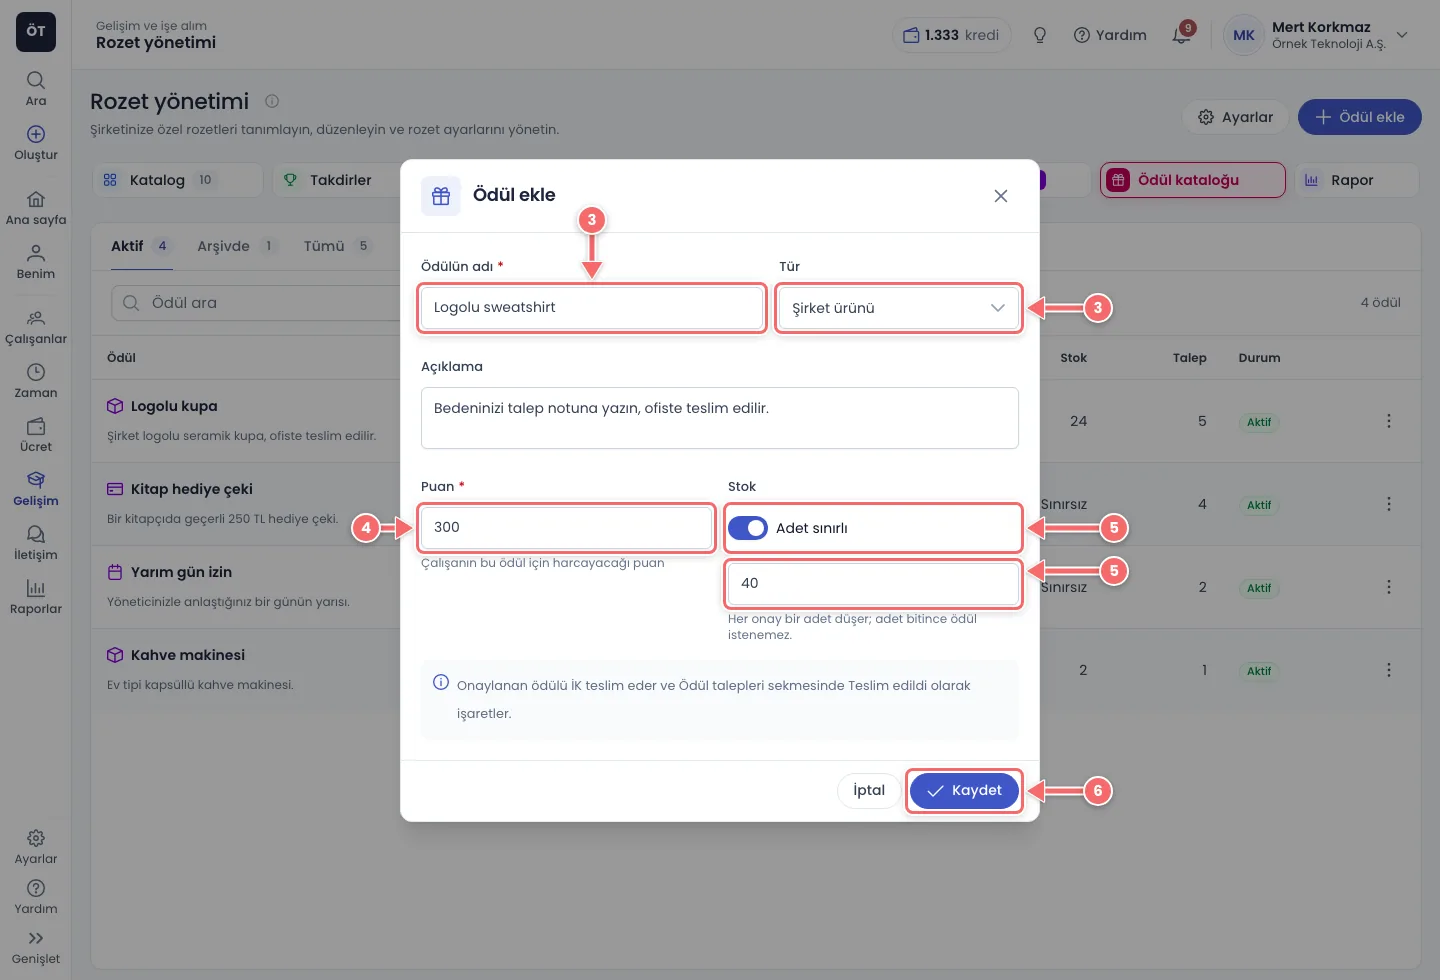 ÖT
Gelişim ve işe alım
Rozet yönetimi
1.333 kredi
Yardım
9
MK
Mert Korkmaz
Örnek Teknoloji A.Ş.
Ara
Oluştur
Ana sayfa
Benim
Çalışanlar
Zaman
Ücret
Gelişim
İletişim
Raporlar
Ayarlar
Yardım
Genişlet
Rozet yönetimi
Şirketinize özel rozetleri tanımlayın, düzenleyin ve rozet ayarlarını yönetin.
Ayarlar
Ödül ekle
Katalog 10
Takdirler
Ödül kataloğu
Rapor
Aktif 4
Arşivde 1
Tümü 5
Ödül ara
4 ödül
Ödül
Stok
Talep
Durum
Logolu kupa
Şirket logolu seramik kupa, ofiste teslim edilir.
24
5
Aktif
Kitap hediye çeki
Bir kitapçıda geçerli 250 TL hediye çeki.
Sınırsız
4
Aktif
Yarım gün izin
Yöneticinizle anlaştığınız bir günün yarısı.
Sınırsız
2
Aktif
Kahve makinesi
Ev tipi kapsüllü kahve makinesi.
2
1
Aktif
Ödül ekle
3
Ödülün adı *
Tür
Logolu sweatshirt
Şirket ürünü
3
Açıklama
Bedeninizi talep notuna yazın, ofiste teslim edilir.
Puan *
Stok
4
300
Adet sınırlı
5
Çalışanın bu ödül için harcayacağı puan
40
5
Her onay bir adet düşer; adet bitince ödül
istenemez.
Onaylanan ödülü İK teslim eder ve Ödül talepleri sekmesinde Teslim edildi olarak
işaretler.
İptal
Kaydet
6